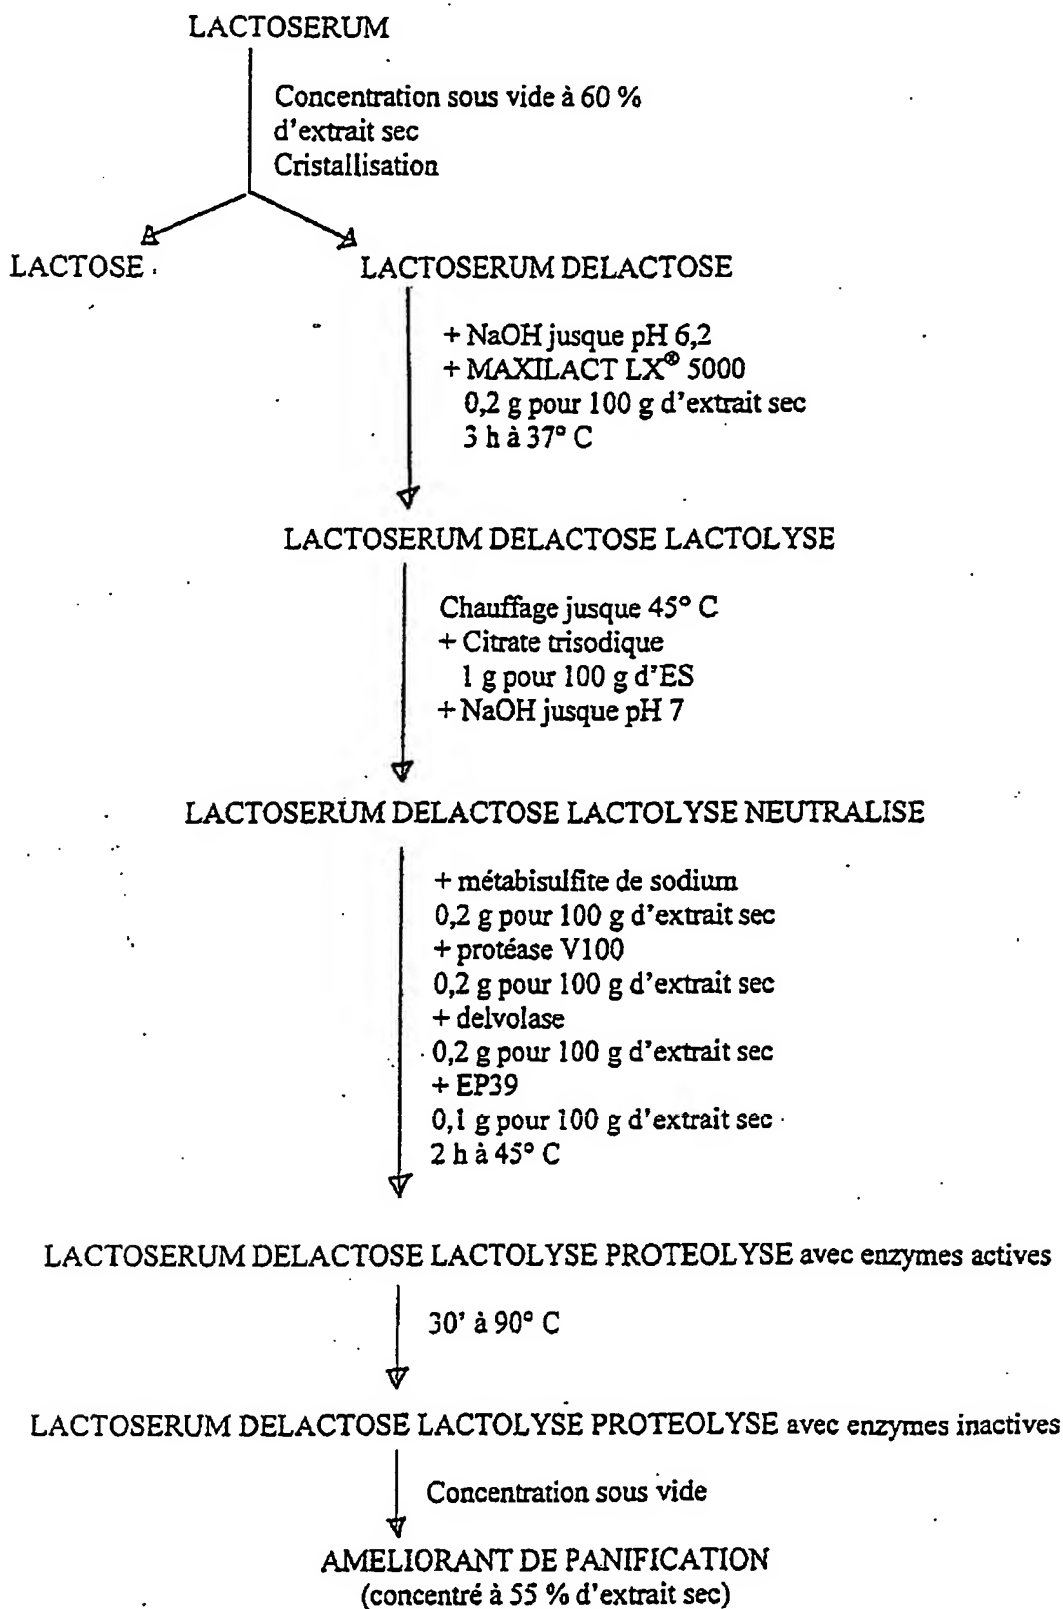 LACTOSERUM
Concentration sous vide à 60 %
d'extrait sec
Cristallisation
LACTOSE
LACTOSERUM DELACTOSE
+ NaOH jusque pH 6,2
+ MAXILACT LX® 5000
0,2 g pour 100 g d'extrait sec
3 h à 37° C
LACTOSERUM DELACTOSE LACTOLYSE
Chauffage jusque 45° C
+ Citrate trisodique
1 g pour 100 g d'ES
+ NaOH jusque pH 7
LACTOSERUM DELACTOSE LACTOLYSE NEUTRALISE
+ métabisulfite de sodium
0,2 g pour 100 g d'extrait sec
+ protéase V100
0,2 g pour 100 g d'extrait sec
+ delvolase
0,2 g pour 100 g d'extrait sec
+ EP39
0,1 g pour 100 g d'extrait sec
2 h à 45° C
LACTOSERUM DELACTOSE LACTOLYSE PROTEOLYSE avec enzymes actives
30' à 90° C
LACTOSERUM DELACTOSE LACTOLYSE PROTEOLYSE avec enzymes inactives
Concentration sous vide
AMELIORANT DE PANIFICATION
(concentré à 55 % d'extrait sec)